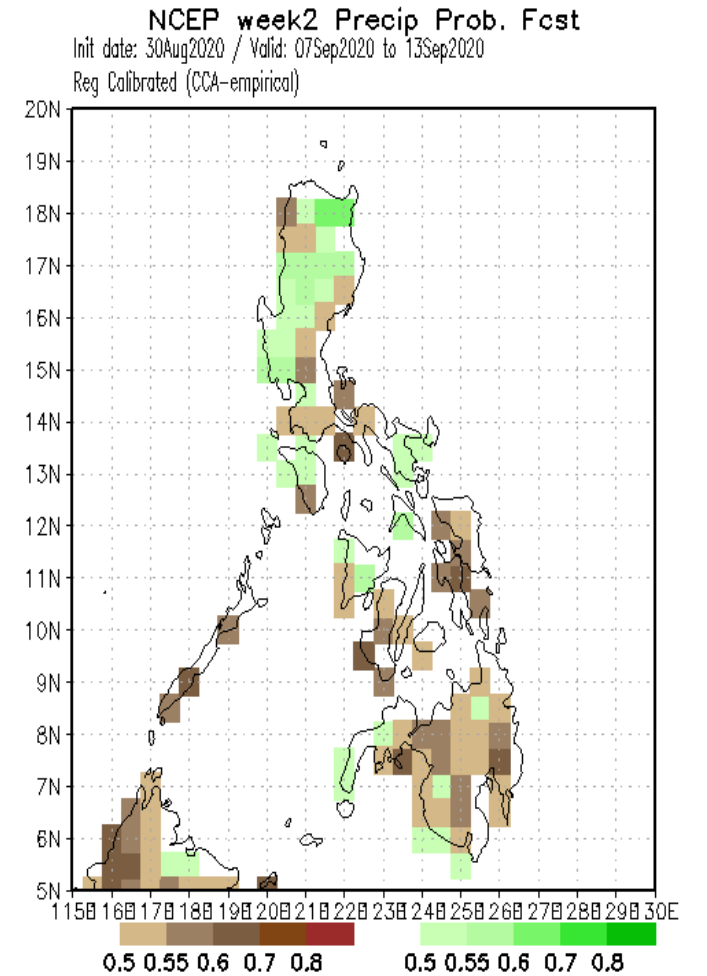 NCEP week2 Precip Prob. Fcst
Init date: 30Aug2020 / Valid: 07Sep2020 to 13Sep2020
Reg Calibrated (CCA-empirical)
20N
19N
18N
17N
16N
15N
14N
13N
12N
11N
10N
9N
8N
7N
6N
5N
115E 116E 117E 118E 119E 120E 121E 122E 123E 124E 125E 126E 127E 128E 129E 130E
0.5 0.55 0.6 0.7 0.8 0.5 0.55 0.6 0.7 0.8